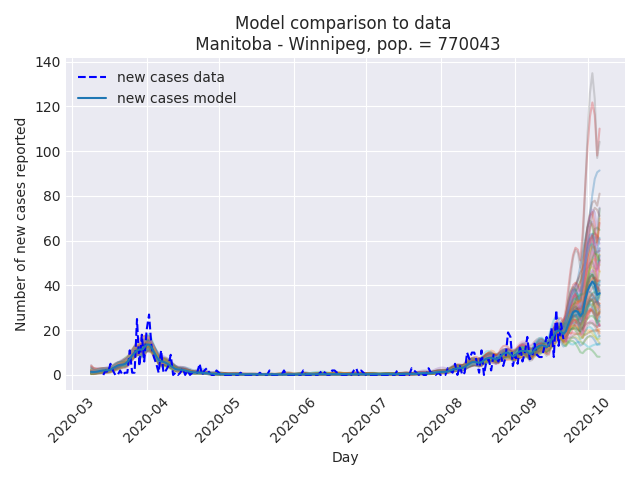 Model comparison to data
Manitoba - Winnipeg, pop. = 770043
140
120
100
80
60
40
20
0
Number of new cases reported
new cases data
new cases model
2020-03
2020-04
2020-05
2020-06
2020-07
2020-08
2020-09
2020-10
Day